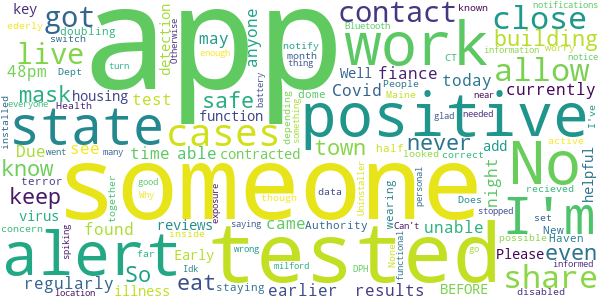 key
got
app
contact
close
known
notifications
Bluetooth
ederly
doubling
may
anyone
work
building
CT
information
worry
switch
live
detection
notify
month
thing
48pm
Otherwise
turn
enough
Well
fiance
allow
Dept
battery
today
People
Maine
notice
mask
housing
test
safe
dome
Covid
near
currently
everyone
Health
function
depending
something
glad
needed
I've
installed
state
cases
positive
No
Due
see
time
able
contracted
town
never
add
half
looked
correct
active
went
many
know
terror
together
good
Why
someone
though
data
Uninstaller
night
helpful
I'm
keep
exposure
wearing
personal
Does
stopped
virus
found
reviews
came
Authority
Can't
unable
set
possible
recieved
concern
spiking
inside
saying
functional
New
Haven
alert
So
Early
far
wrong
go
Please
even
tested
Nope
informed
location
regularly
illness
Idk
eat
staying
milford
earlier
DPH
results
BEFORE
share
disabled